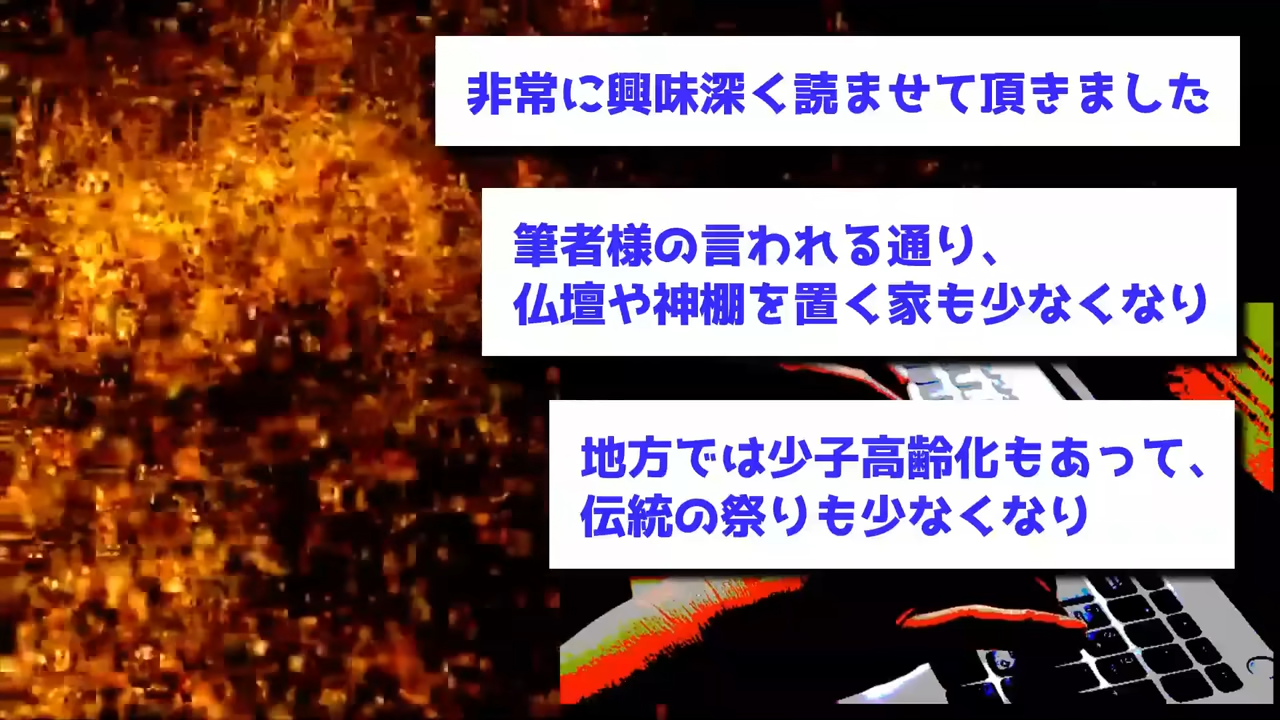 非常に興味深く読ませて頂きました
筆者様の言われる通り、
仏壇や神棚を置く家も少なくなり
地方では少子高齢化もあって、
伝統の祭りも少なくなり